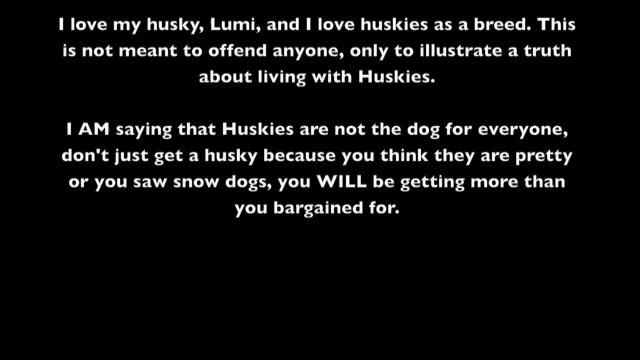 I love my husky, Lumi, and I love huskies as a breed. This
is not meant to offend anyone, only to illustrate a truth
about living with Huskies.
I AM saying that Huskies are not the dog for everyone,
don't just get a husky because you think they are pretty
or you saw snow dogs, you WILL be getting more than
you bargained for.